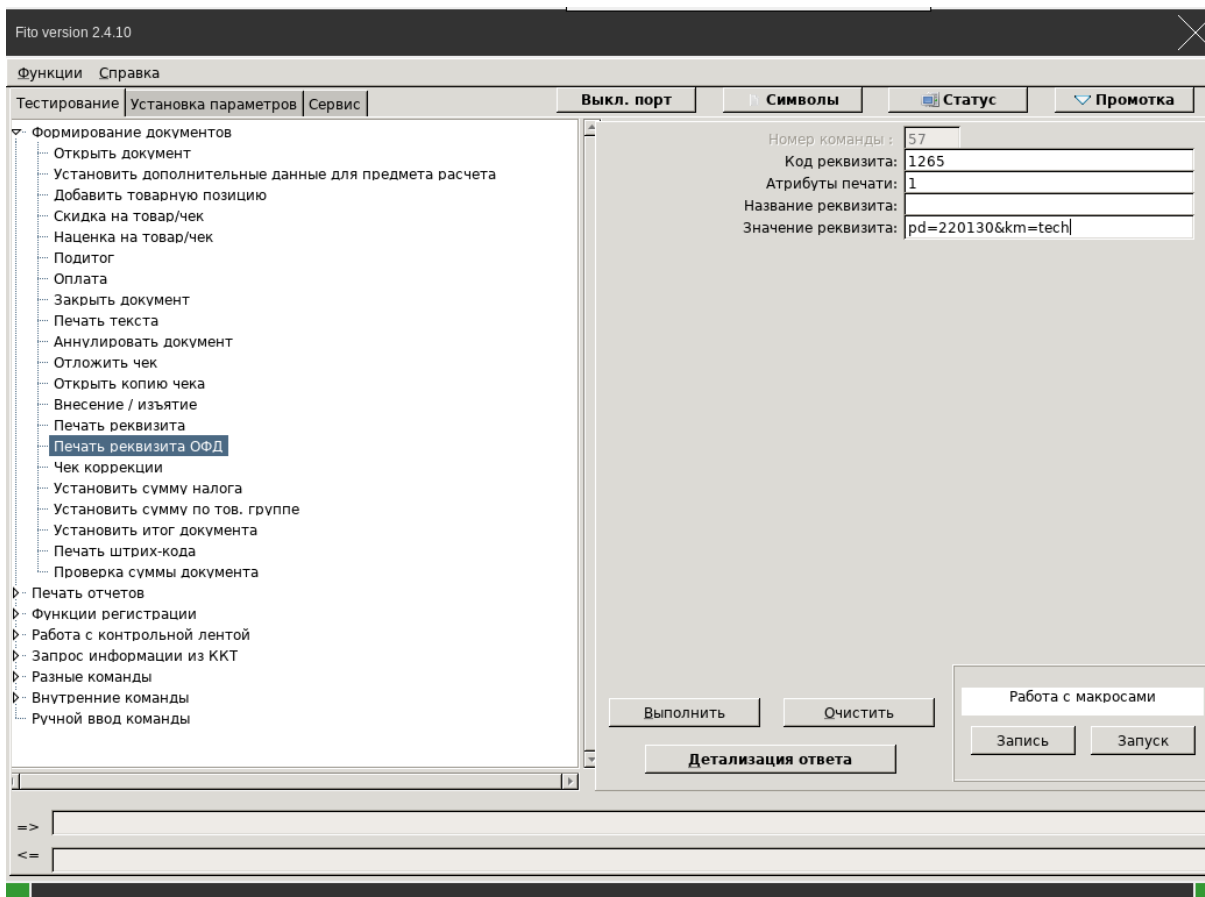 Fito version 2.4.10
Функции Справка
Тестирование Установка параметров Сервис Выкл. порт Символы Статус Промотка
Формирование документов
Открыть документ
Установить дополнительные данные для предмета расчета
Добавить товарную позицию
Скидка на товар/чек
Наценка на товар/чек
Подитог
Оплата
Закрыть документ
Печать текста
Аннулировать документ
Отложить чек
Открыть копию чека
Внесение / изъятие
Печать реквизита
Печать реквизита ОФД
Чек коррекции
Установить сумму налога
Установить сумму по тов. группе
Установить итог документа
Печать штрих-кода
Проверка суммы документа
Печать отчетов
Функции регистрации
Работа с контрольной лентой
Запрос информации из ККТ
Разные команды
Внутренние команды
Ручной ввод команды
Номер команды : 57
Код реквизита: 1265
Атрибуты печати: 1
Название реквизита:
Значение реквизита: pd=220130&km=tech
Выполнить Очистить
Детализация ответа
Работа с макросами
Запись Запуск
=>
<=